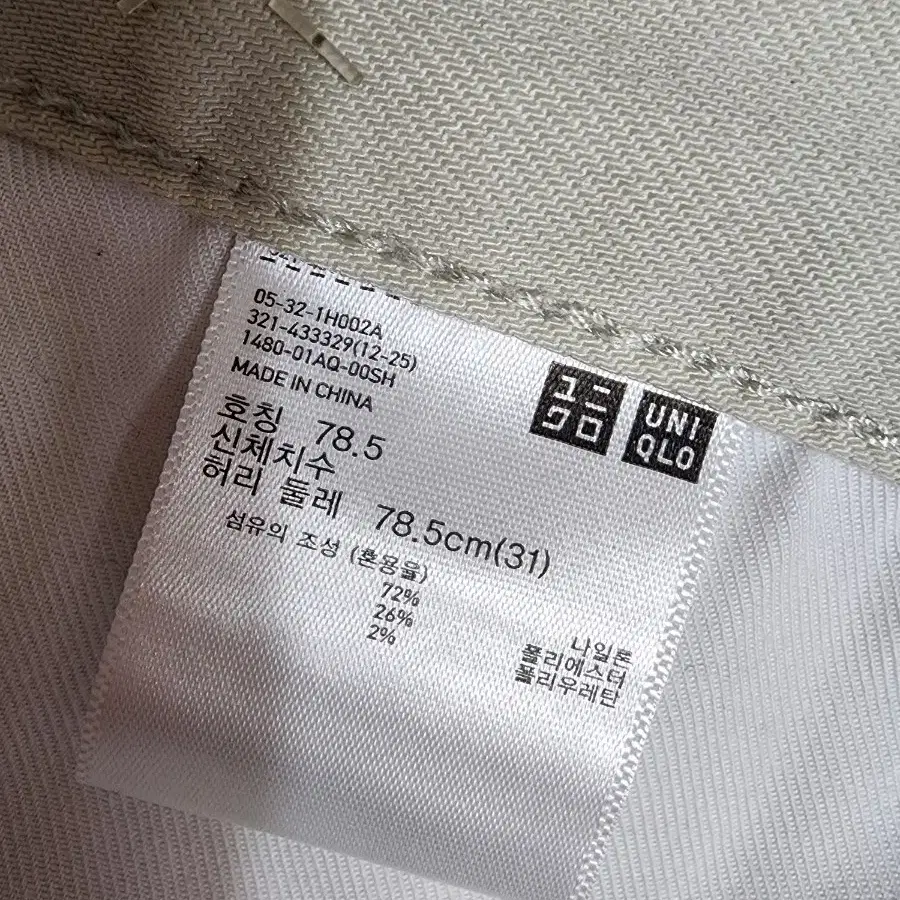 05-32-1H002A
321-433329(12-25)
1480-01AQ-00SH
MADE IN CHINA
ユニ
クロ
UNI
QLO
호칭 78.5
신체치수
허리 둘레 78.5cm(31)
섬유의 조성 (혼용율)
72% 나일론
26% 폴리에스터
2% 폴리우레탄